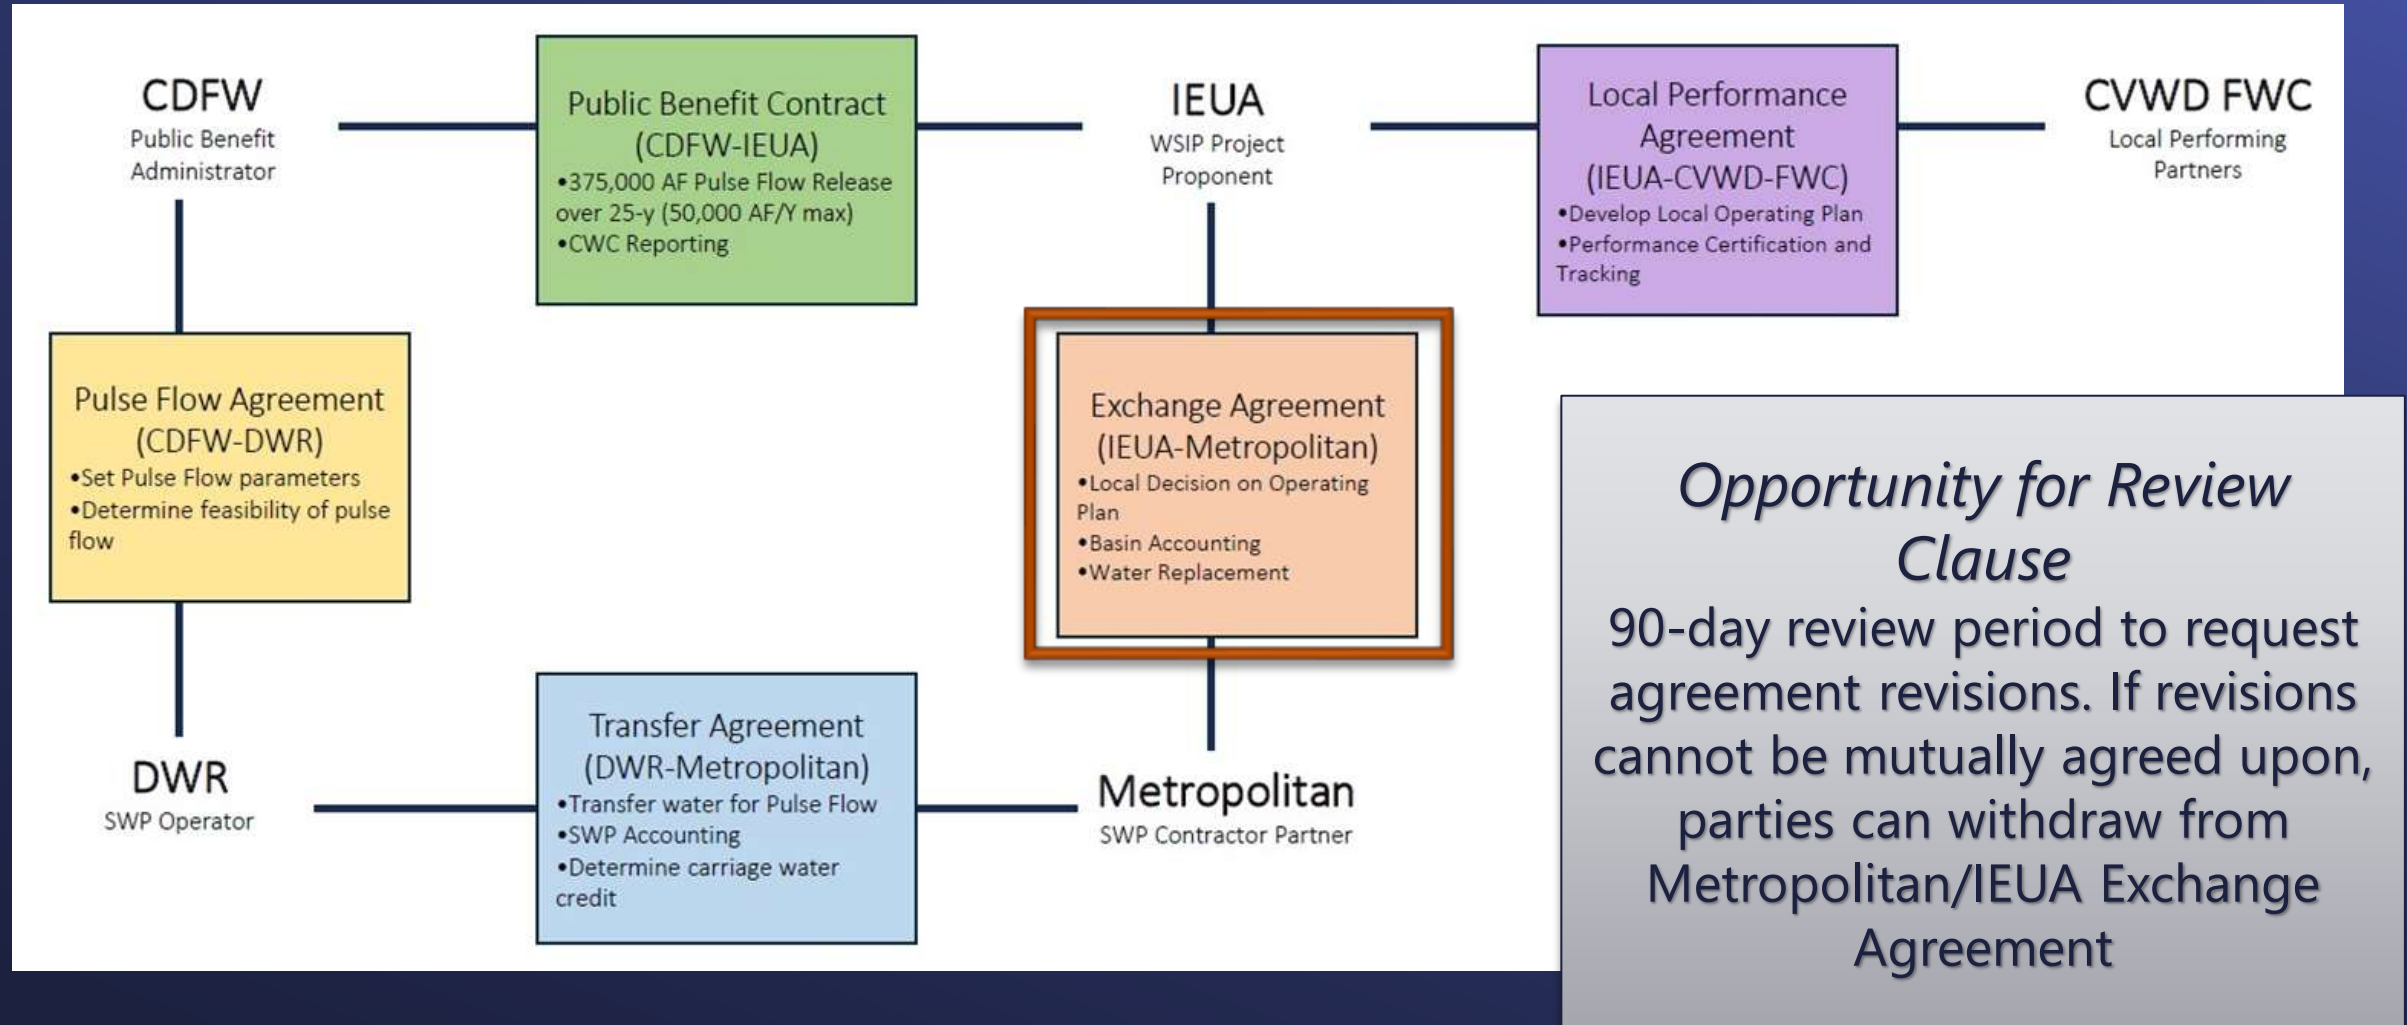 CDFW
Public Benefit
Administrator
Public Benefit Contract
(CDFW-IEUA)
•375,000 AF Pulse Flow Release
over 25-y (50,000 AF/Y max)
•CWC Reporting
IEUA
WSIP Project
Proponent
Local Performance
Agreement
(IEUA-CVWD-FWC)
•Develop Local Operating Plan
•Performance Certification and
Tracking
CVWD FWC
Local Performing
Partners
Pulse Flow Agreement
(CDFW-DWR)
•Set Pulse Flow parameters
•Determine feasibility of pulse
flow
Exchange Agreement
(IEUA-Metropolitan)
•Local Decision on Operating
Plan
•Basin Accounting
•Water Replacement
DWR
SWP Operator
Transfer Agreement
(DWR-Metropolitan)
•Transfer water for Pulse Flow
•SWP Accounting
•Determine carriage water
credit
Metropolitan
SWP Contractor Partner
Opportunity for Review
Clause
90-day review period to request
agreement revisions. If revisions
cannot be mutually agreed upon,
parties can withdraw from
Metropolitan/IEUA Exchange
Agreement